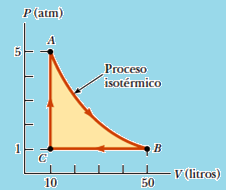 P (atm)
A
5
Proceso
isotérmico
1
B
C
V (litros)
10
50